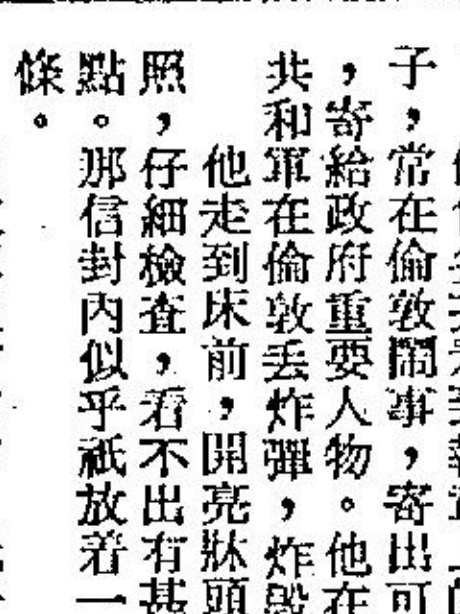 子，常在倫敦鬧事，寄出可
，寄給政府重要人物。他在
共和軍在倫敦丢炸彈，炸毀
他走到床前，開亮牀頭
照，仔細檢查，看不出有甚
點。那信封內似乎祇放着一
條。